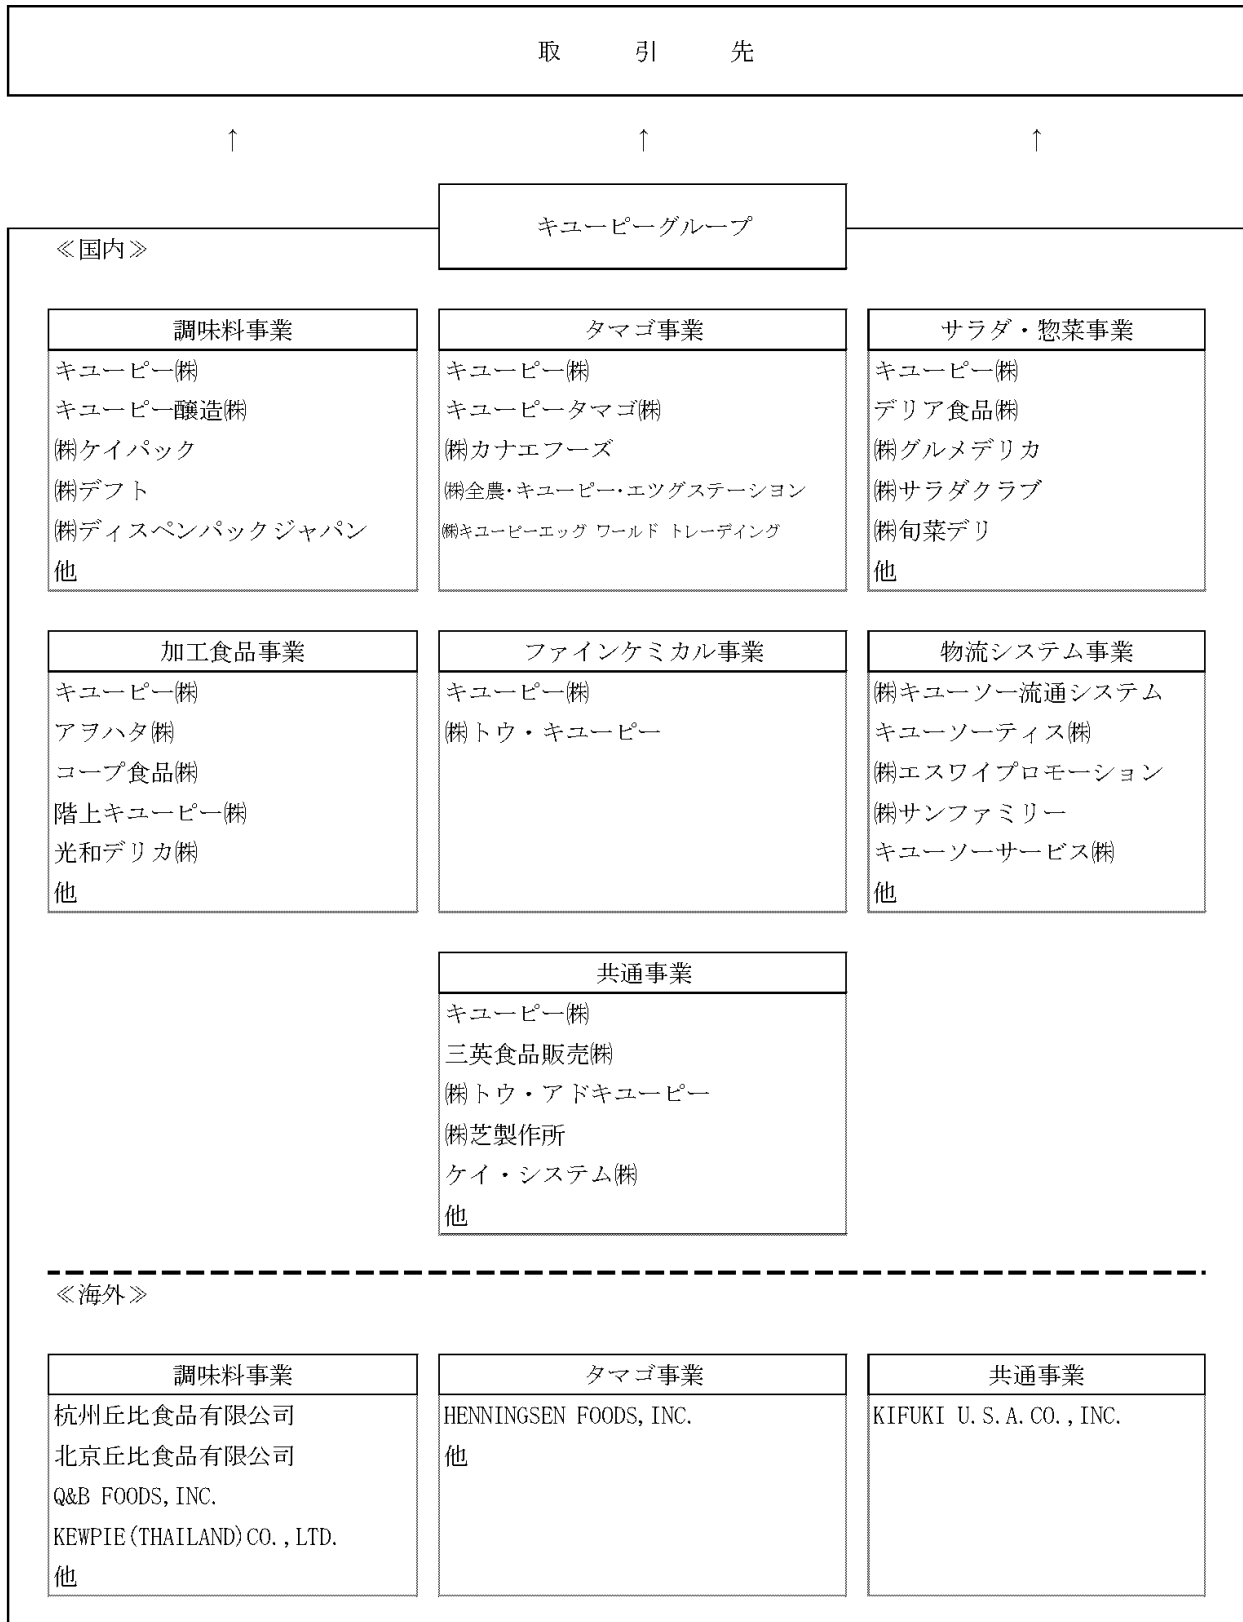 取 引 先
↑ ↑ ↑
キユーピーグループ
≪国内≫
調味料事業
キユーピー㈱
キユーピー醸造㈱
㈱ケイパック
㈱デフト
㈱ディスペンパックジャパン
他
タマゴ事業
キユーピー㈱
キユーピータマゴ㈱
㈱カナエフーズ
㈱全農・キユーピー・エツグステーション
㈱キユーピーエッグ ワールド トレーデイング
サラダ・惣菜事業
キユーピー㈱
デリア食品㈱
㈱グルメデリカ
㈱サラダクラブ
㈱旬菜デリ
他
加工食品事業
キユーピー㈱
アヲハタ㈱
コープ食品㈱
階上キユーピー㈱
光和デリカ㈱
他
ファインケミカル事業
キユーピー㈱
㈱トウ・キユーピー
物流システム事業
㈱キユーソー流通システム
キユーソーティス㈱
㈱エスワイプロモーション
㈱サンファミリー
キユーソーサービス㈱
他
共通事業
キユーピー㈱
三英食品販売㈱
㈱トウ・アドキユーピー
㈱芝製作所
ケイ・システム㈱
他
≪海外≫
調味料事業
杭州丘比食品有限公司
北京丘比食品有限公司
Q&B FOODS,INC.
KEWPIE(THAILAND)CO.,LTD.
他
タマゴ事業
HENNINGSEN FOODS,INC.
他
共通事業
KIFUKI U.S.A.CO.,INC.